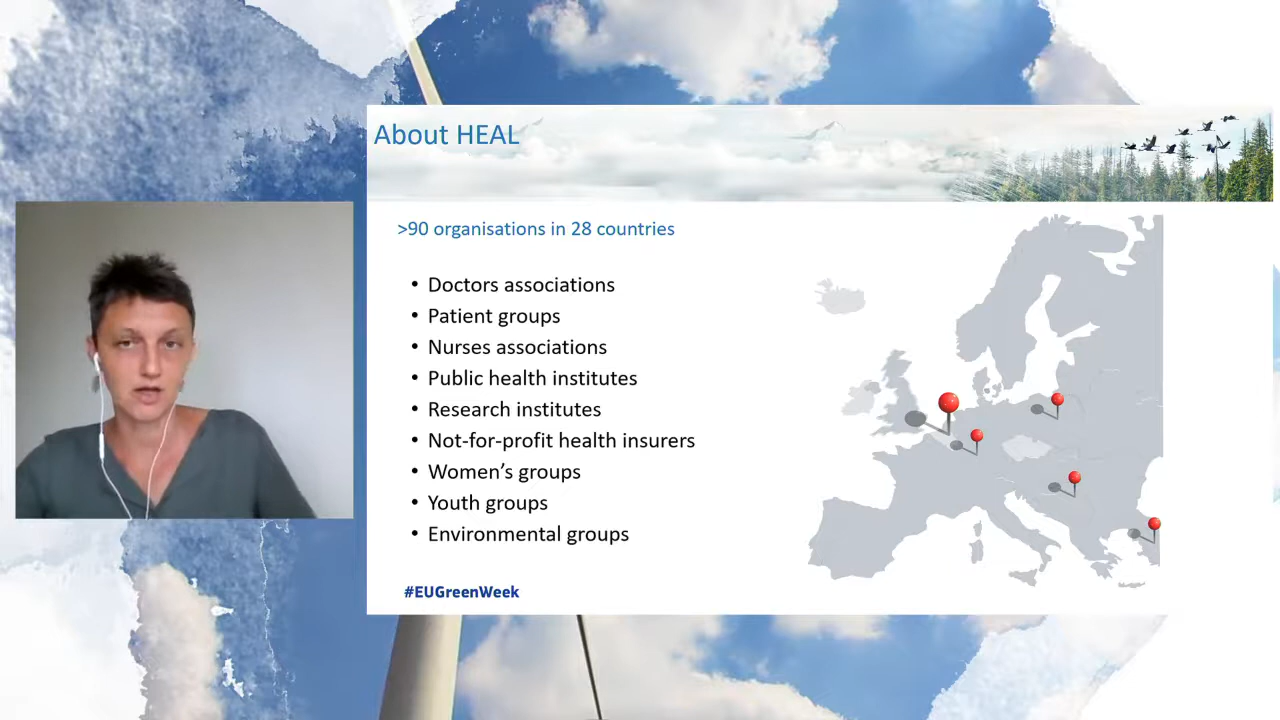 About HEAL
>90 organisations in 28 countries
• Doctors associations
• Patient groups
• Nurses associations
• Public health institutes
• Research institutes
• Not-for-profit health insurers
• Women’s groups
• Youth groups
• Environmental groups
#EUGreenWeek